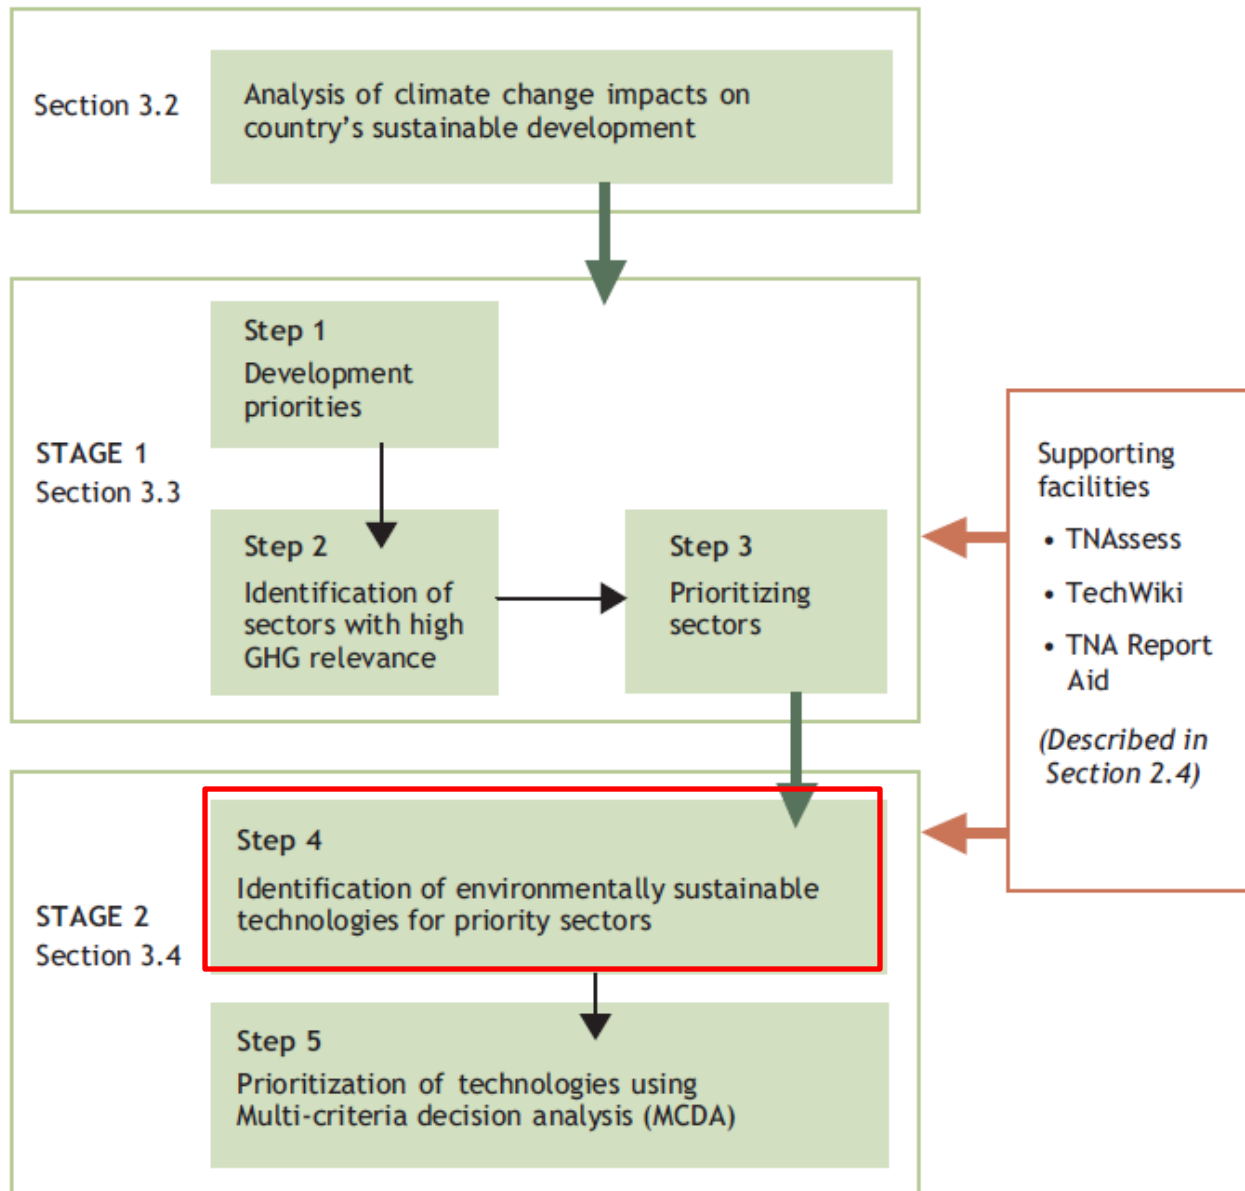 Section 3.2
Analysis of climate change impacts on
country's sustainable development
STAGE 1
Section 3.3
Step 1
Development
priorities
Step 2
Identification of
sectors with high
GHG relevance
Step 3
Prioritizing
sectors
Supporting
facilities
• TNAssess
• TechWiki
• TNA Report
Aid
(Described in
Section 2.4)
STAGE 2
Section 3.4
Step 4
Identification of environmentally sustainable
technologies for priority sectors
Step 5
Prioritization of technologies using
Multi-criteria decision analysis (MCDA)